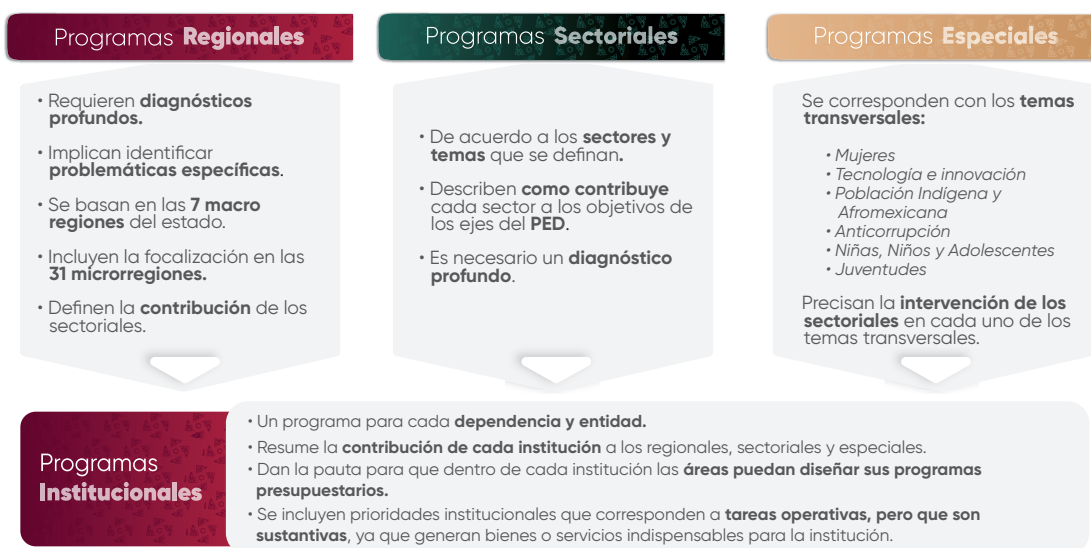 Programas Regionales
• Requieren diagnósticos
profundos.
• Implican identificar
problemáticas específicas.
• Se basan en las 7 macro
regiones del estado.
• Incluyen la focalización en las
31 microrregiones.
• Definen la contribución de los
sectoriales.
Programas Sectoriales
• De acuerdo a los sectores y
temas que se definan.
• Describen como contribuye
cada sector a los objetivos de
los ejes del PED.
• Es necesario un diagnóstico
profundo.
Programas Especiales
Se corresponden con los temas
transversales:
• Mujeres
• Tecnología e innovación
• Población Indígena y
Afromexicana
• Anticorrupción
• Niñas, Niños y Adolescentes
• Juventudes
Precisan la intervención de los
sectoriales en cada uno de los
temas transversales.
Programas
Institucionales
• Un programa para cada dependencia y entidad.
• Resume la contribución de cada institución a los regionales, sectoriales y especiales.
• Dan la pauta para que dentro de cada institución las áreas puedan diseñar sus programas
presupuestarios.
• Se incluyen prioridades institucionales que corresponden a tareas operativas, pero que son
sustantivas, ya que generan bienes o servicios indispensables para la institución.